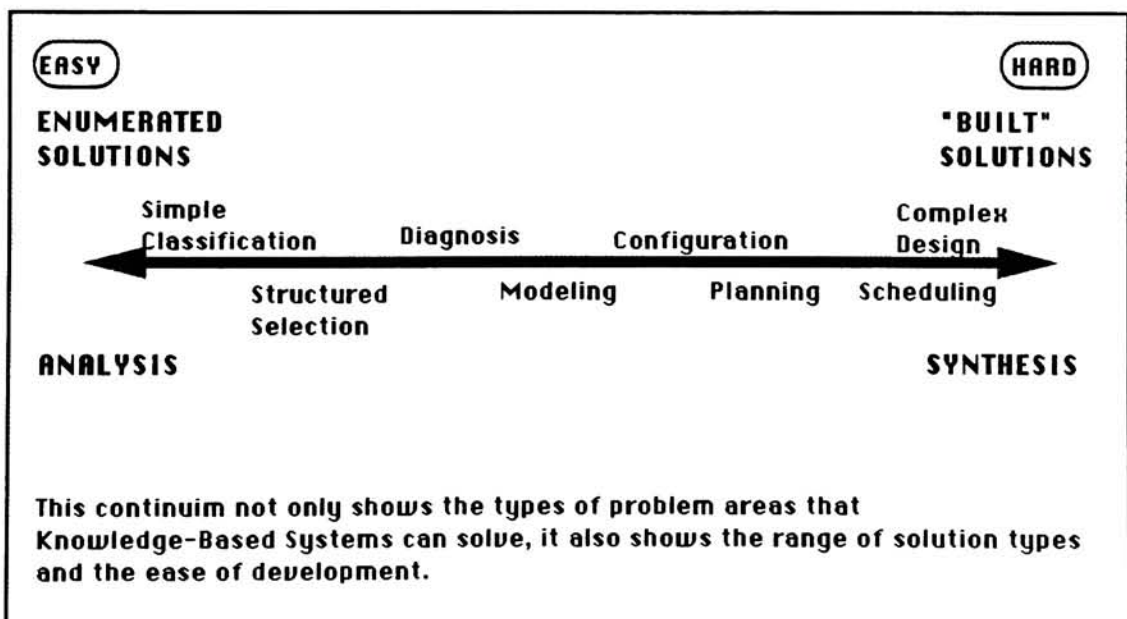 EASY
HARD
ENUMERATED
SOLUTIONS
"BUILT"
SOLUTIONS
Simple
Classification
Diagnosis
Configuration
Complex
Design
Structured
Selection
Modeling
Planning
Scheduling
ANALYSIS
SYNTHESIS
This continuim not only shows the types of problem areas that
Knowledge-Based Systems can solve, it also shows the range of solution types
and the ease of development.